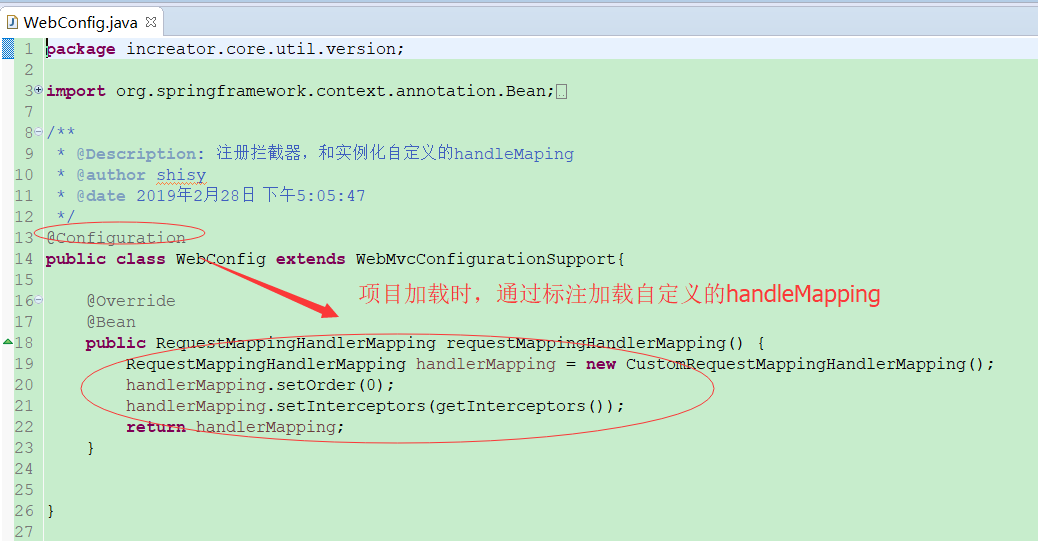 WebConfig.java
1 package increator.core.util.version;
2
3 import org.springframework.context.annotation.Bean;
7
8 /**
9 * @Description: 注册拦截器，和实例化自定义的handleMaping
10 * @author shisy
11 * @date 2019年2月28日 下午5:05:47
12 */
13 @Configuration
14 public class WebConfig extends WebMvcConfigurationSupport{
15
项目加载时，通过标注加载自定义的handleMapping
16 @Override
17 @Bean
18 public RequestMappingHandlerMapping requestMappingHandlerMapping() {
19 RequestMappingHandlerMapping handlerMapping = new CustomRequestMappingHandlerMapping();
20 handlerMapping.setOrder(0);
21 handlerMapping.setInterceptors(getInterceptors());
22 return handlerMapping;
23 }
24
25
26 }
27